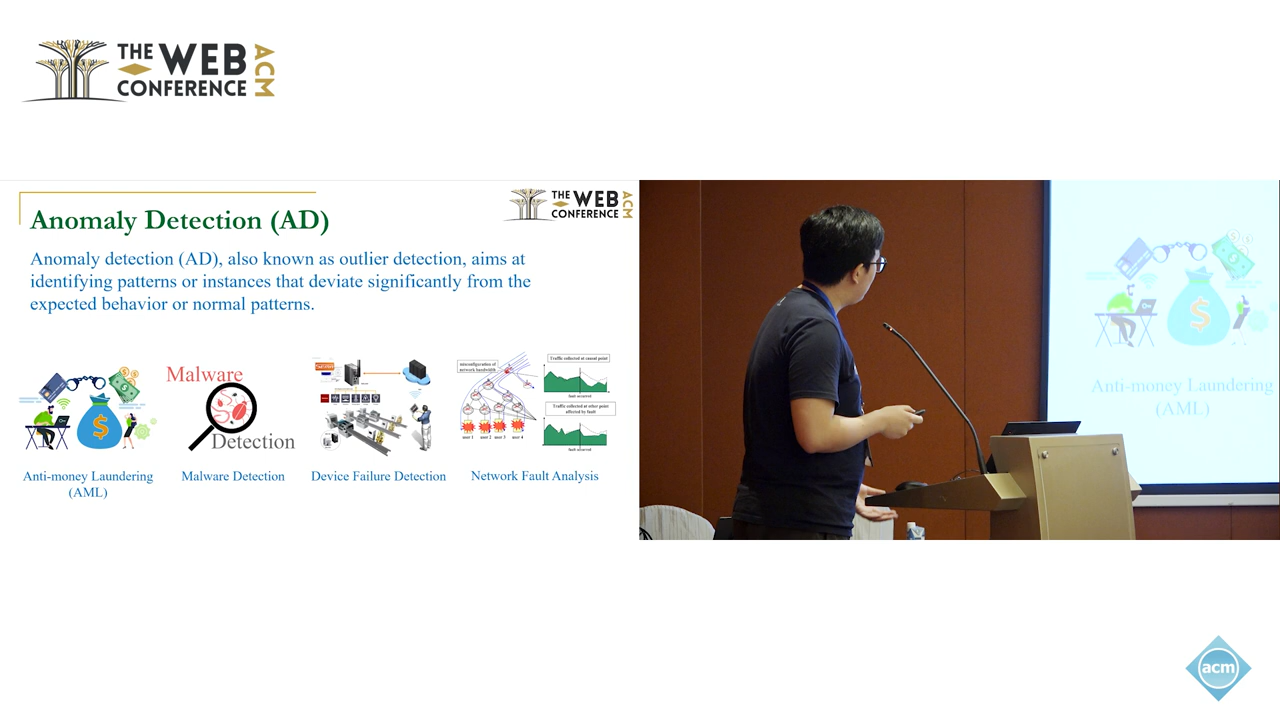 THE WEB
CONFERENCE
ACM
THE WEB
CONFERENCE
ACM
Anomaly Detection (AD)
Anomaly detection (AD), also known as outlier detection, aims at
identifying patterns or instances that deviate significantly from the
expected behavior or normal patterns.
Malware
Detection
misconfiguration of
network bandwidth
user 1 user 2 user 3 user 4
Traffic collected at causal point
fault occurred
Traffic collected at other point
affected by fault
fault occurred
Anti-money Laundering
(AML)
Malware Detection
Device Failure Detection
Network Fault Analysis
Anti-money Laundering
(AML)
acm